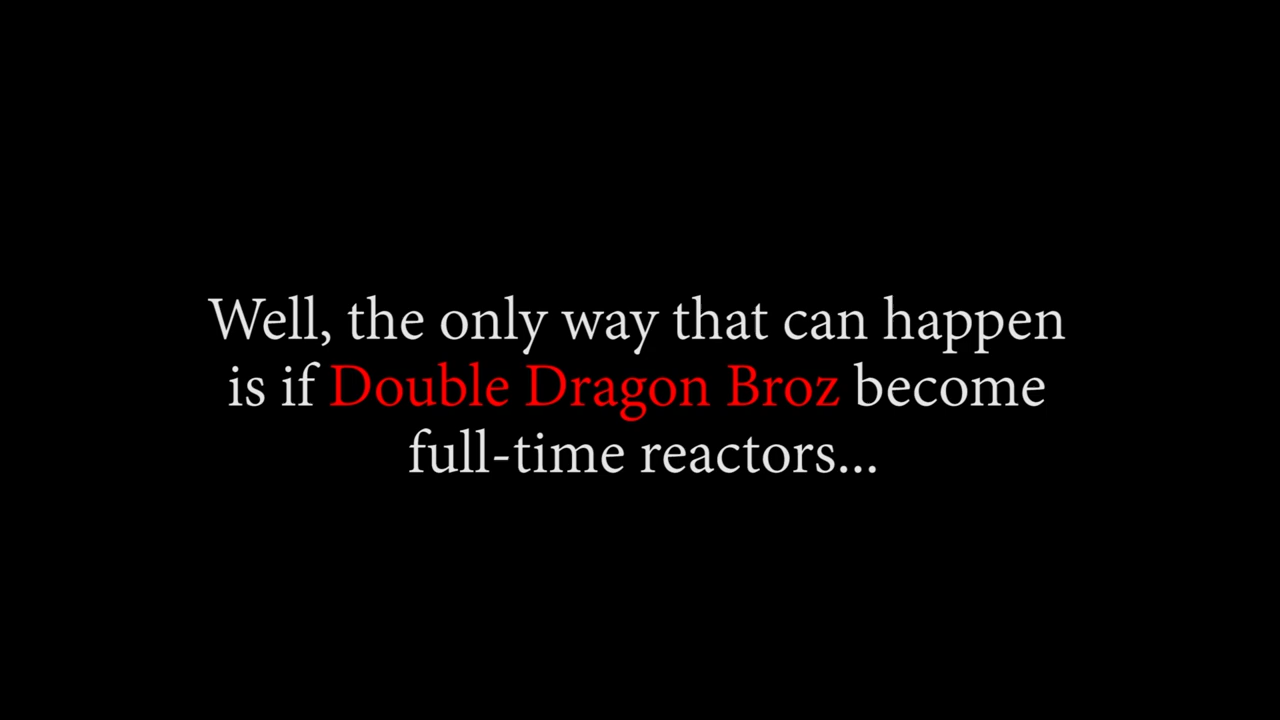 Well, the only way that can happen
is if Double Dragon Broz become
full-time reactors...